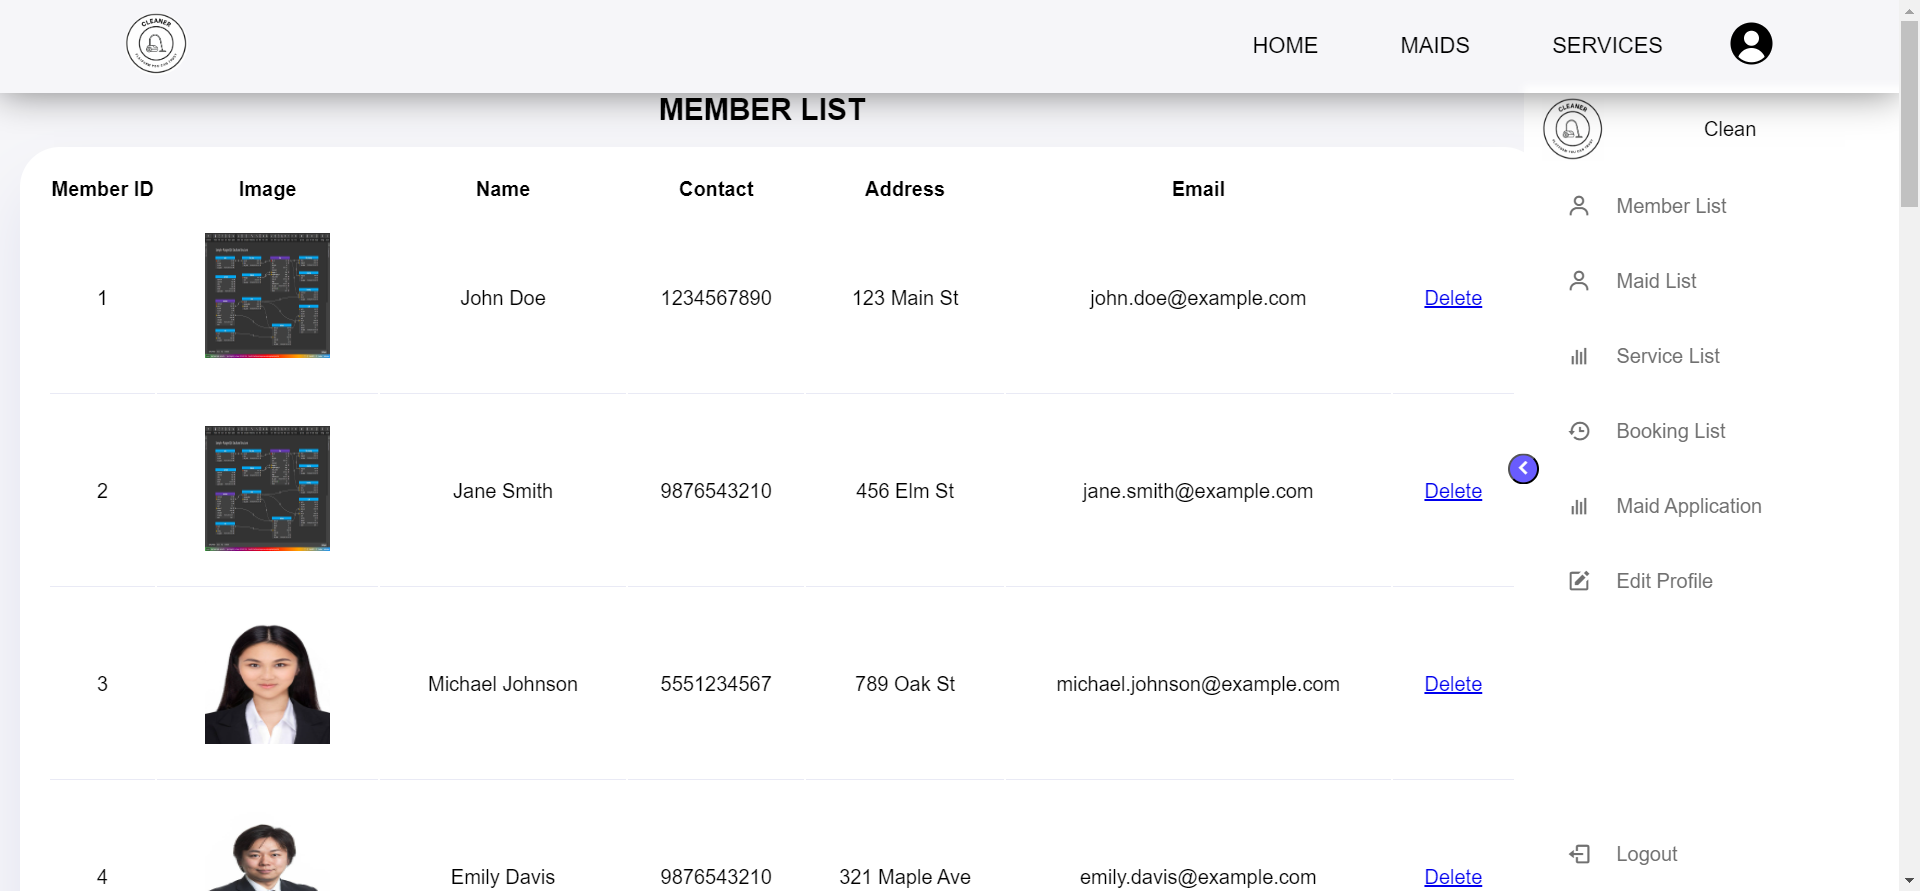 CLEANER
HOME
MAIDS
SERVICES
MEMBER LIST
CLEANER
Clean
Member ID
Image
Name
Contact
Address
Email
1
John Doe
1234567890
123 Main St
john.doe@example.com
Delete
2
Jane Smith
9876543210
456 Elm St
jane.smith@example.com
Delete
3
Michael Johnson
5551234567
789 Oak St
michael.johnson@example.com
Delete
4
Emily Davis
9876543210
321 Maple Ave
emily.davis@example.com
Delete
Member List
Maid List
Service List
Booking List
Maid Application
Edit Profile
Logout